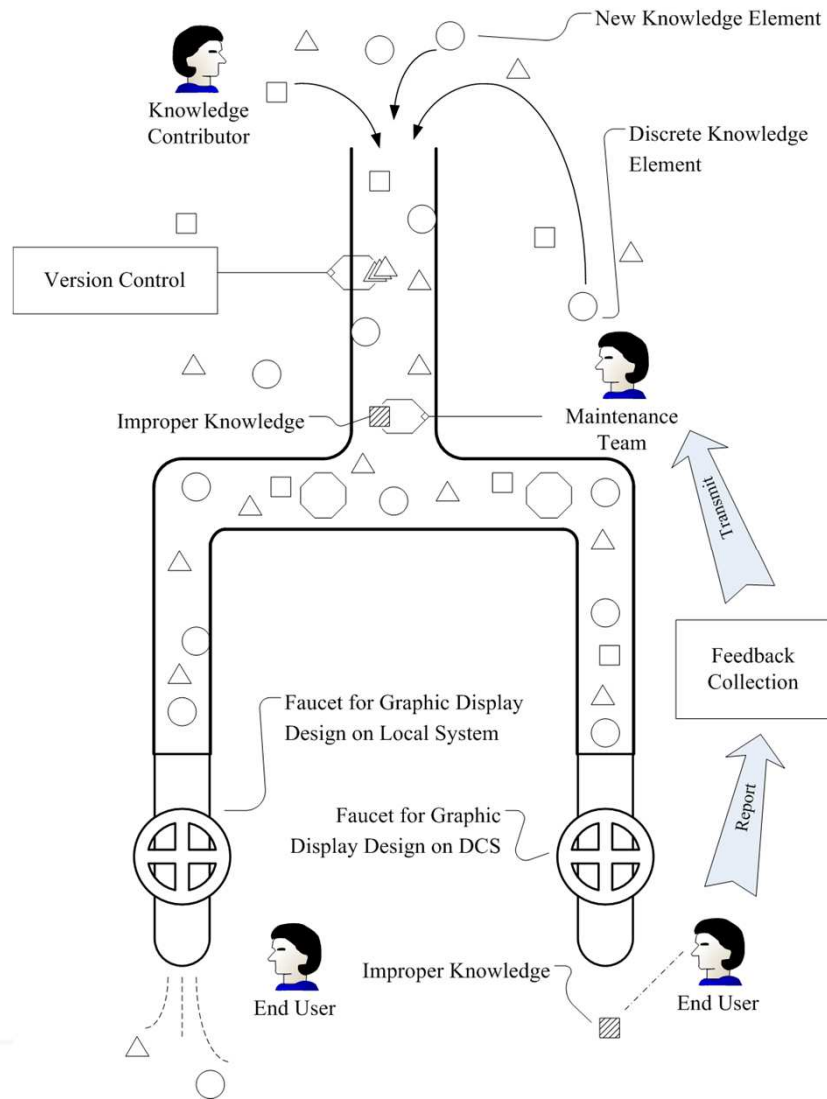 New Knowledge Element
Knowledge
Contributor
Discrete Knowledge
Element
Version Control
Improper Knowledge
Maintenance
Team
Transmit
Feedback
Collection
Faucet for Graphic Display
Design on Local System
Faucet for Graphic
Display Design on DCS
Report
End User
Improper Knowledge
End User